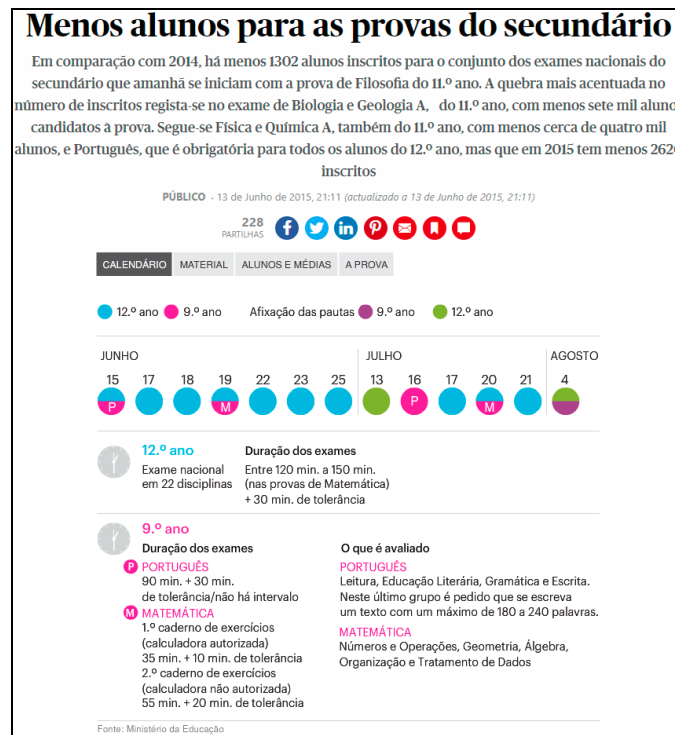 Menos alunos para as provas do secundário
Em comparação com 2014, há menos 1302 alunos inscritos para o conjunto dos exames nacionais do
secundário que amanhã se iniciam com a prova de Filosofia do 11.º ano. A quebra mais acentuada no
número de inscritos regista-se no exame de Biologia e Geologia A, do 11.º ano, com menos sete mil aluno
candidatos à prova. Segue-se Física e Química A, também do 11.º ano, com menos cerca de quatro mil
alunos, e Português, que é obrigatória para todos os alunos do 12.º ano, mas que em 2015 tem menos 262
inscritos
PÚBLICO - 13 de Junho de 2015, 21:11 (actualizado a 13 de Junho de 2015, 21:11)
228
PARTILHAS
CALENDÁRIO MATERIAL ALUNOS E MÉDIAS A PROVA
12.º ano 9.º ano Afixação das pautas 9.º ano 12.º ano
JUNHO JULHO AGOSTO
15 17 18 19 22 23 25 13 16 17 20 21 4
P M P M
12.º ano
Exame nacional
em 22 disciplinas
Duração dos exames
Entre 120 min. a 150 min.
(nas provas de Matemática)
+ 30 min. de tolerância
9.º ano
Duração dos exames
P PORTUGUÊS
90 min. + 30 min.
de tolerância/não há intervalo
M MATEMÁTICA
1.º caderno de exercícios
(calculadora autorizada)
35 min. + 10 min. de tolerância
2.º caderno de exercícios
(calculadora não autorizada)
55 min. + 20 min. de tolerância
O que é avaliado
PORTUGUÊS
Leitura, Educação Literária, Gramática e Escrita.
Neste último grupo é pedido que se escreva
um texto com um máximo de 180 a 240 palavras.
MATEMÁTICA
Números e Operações, Geometria, Álgebra,
Organização e Tratamento de Dados
Fonte: Ministério da Educação